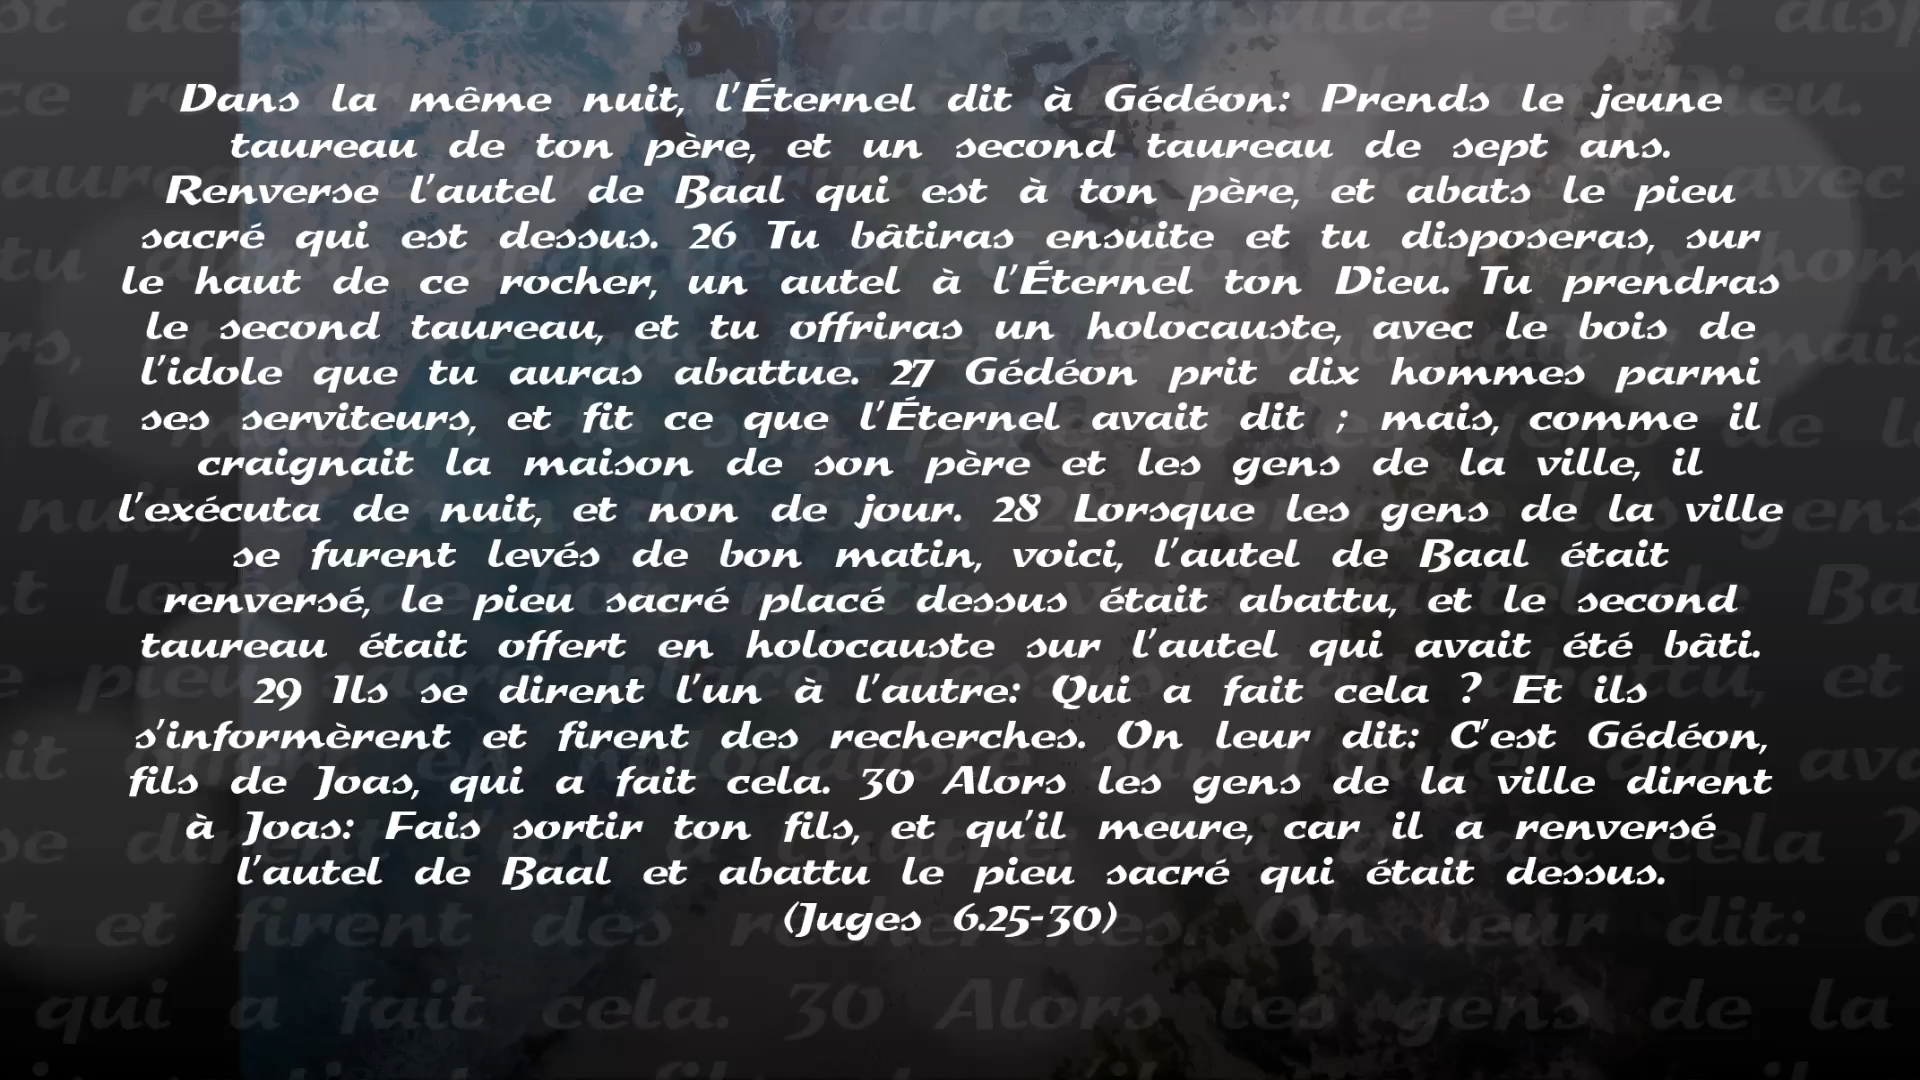 Dans la même nuit, l'Éternel dit à Gédéon: Prends le jeune
taureau de ton père, et un second taureau de sept ans.
Renverse l'autel de Baal qui est à ton père, et abats le pieu
sacré qui est dessus. 26 Tu bâtiras ensuite et tu disposeras, sur
le haut de ce rocher, un autel à l'Éternel ton Dieu. Tu prendras
le second taureau, et tu offriras un holocauste, avec le bois de
l'idole que tu auras abattue. 27 Gédéon prit dix hommes parmi
ses serviteurs, et fit ce que l'Éternel avait dit ; mais, comme il
craignait la maison de son père et les gens de la ville, il
l'exécuta de nuit, et non de jour. 28 Lorsque les gens de la ville
se furent levés de bon matin, voici, l'autel de Baal était
renversé, le pieu sacré placé dessus était abattu, et le second
taureau était offert en holocauste sur l'autel qui avait été bâti.
29 Ils se dirent l'un à l'autre: Qui a fait cela ? Et ils
s'informèrent et firent des recherches. On leur dit: C'est Gédéon,
fils de Joas, qui a fait cela. 30 Alors les gens de la ville dirent
à Joas: Fais sortir ton fils, et qu'il meure, car il a renversé
l'autel de Baal et abattu le pieu sacré qui était dessus.
(Juges 6.25-30)